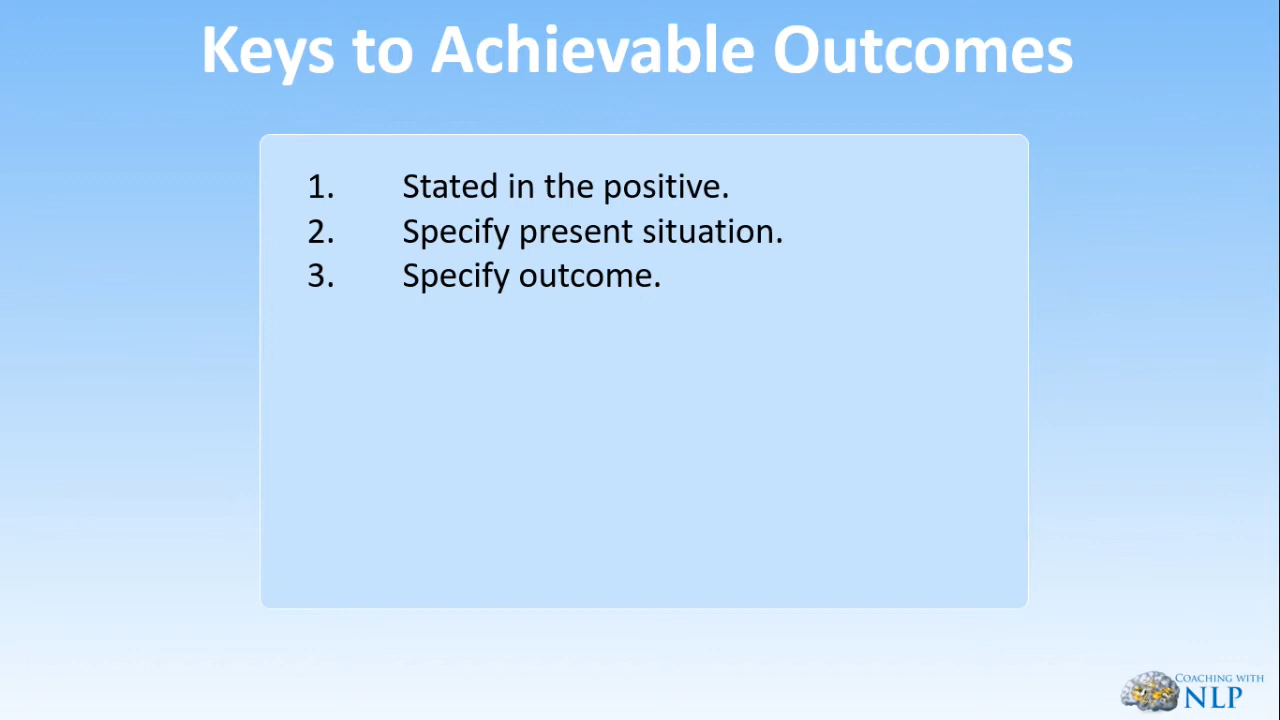 Keys to Achievable Outcomes
1. Stated in the positive.
2. Specify present situation.
3. Specify outcome.
COACHING WITH
NLP